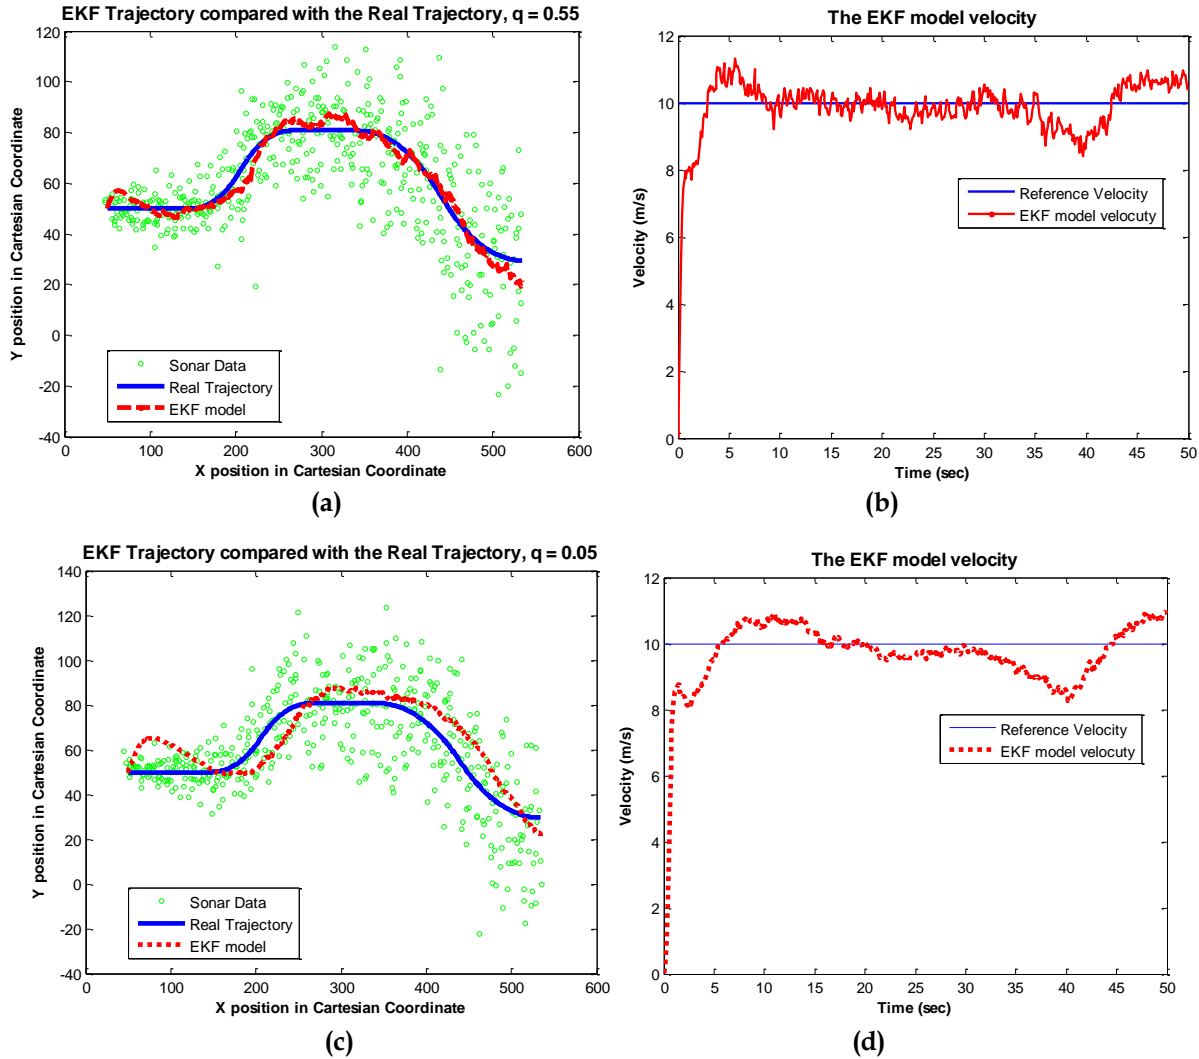 EKF Trajectory compared with the Real Trajectory, q = 0.55
120
100
80
60
40
20
0
-20
-40
Y position in Cartesian Coordinate
Sonar Data
Real Trajectory
EKF model
0 100 200 300 400 500 600
X position in Cartesian Coordinate
(a)
The EKF model velocity
12
10
8
6
4
2
0
Velocity (m/s)
Reference Velocity
EKF model velocuty
0 5 10 15 20 25 30 35 40 45 50
Time (sec)
(b)
EKF Trajectory compared with the Real Trajectory, q = 0.05
140
120
100
80
60
40
20
0
-20
-40
Y position in Cartesian Coordinate
Sonar Data
Real Trajectory
EKF model
0 100 200 300 400 500 600
X position in Cartesian Coordinate
(c)
The EKF model velocity
12
10
8
6
4
2
0
Velocity (m/s)
Reference Velocity
EKF model velocuty
0 5 10 15 20 25 30 35 40 45 50
Time (sec)
(d)